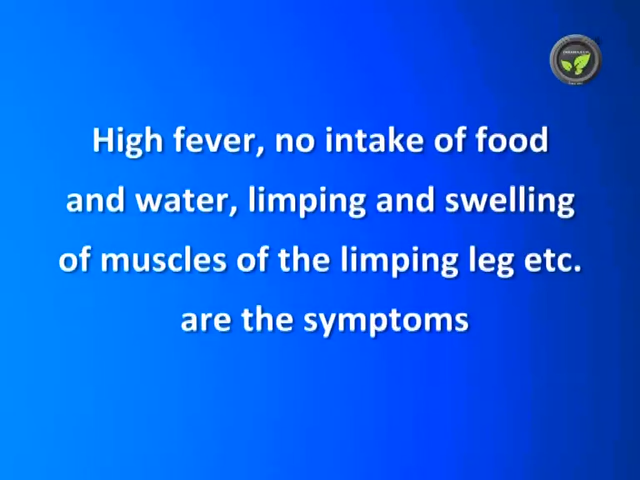 High fever, no intake of food
and water, limping and swelling
of muscles of the limping leg etc.
are the symptoms